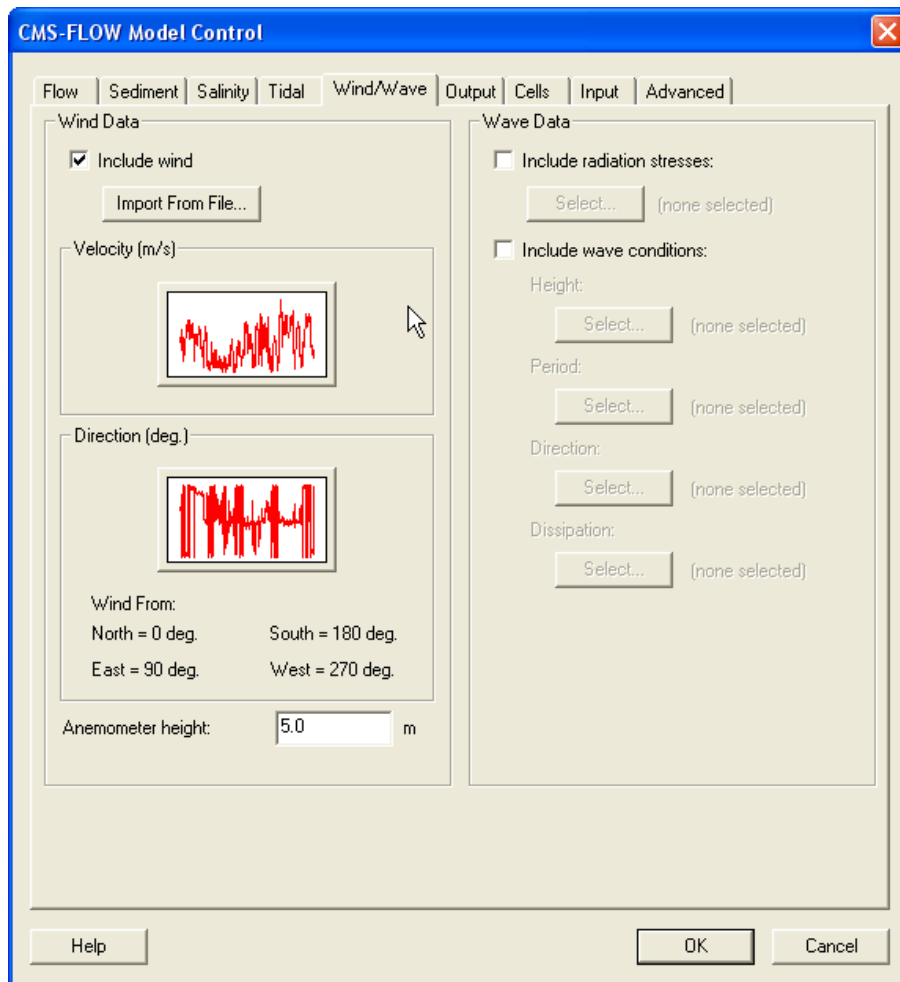 CMS-FLOW Model Control
Flow Sediment Salinity Tidal Wind/Wave Output Cells Input Advanced
Wind Data
Include wind
Import From File...
Velocity (m/s)
Direction (deg.)
Wind From:
North = 0 deg. South = 180 deg.
East = 90 deg. West = 270 deg.
Anemometer height: 5.0 m
Wave Data
Include radiation stresses:
Select... (none selected)
Include wave conditions:
Height:
Select... (none selected)
Period:
Select... (none selected)
Direction:
Select... (none selected)
Dissipation:
Select... (none selected)
Help OK Cancel